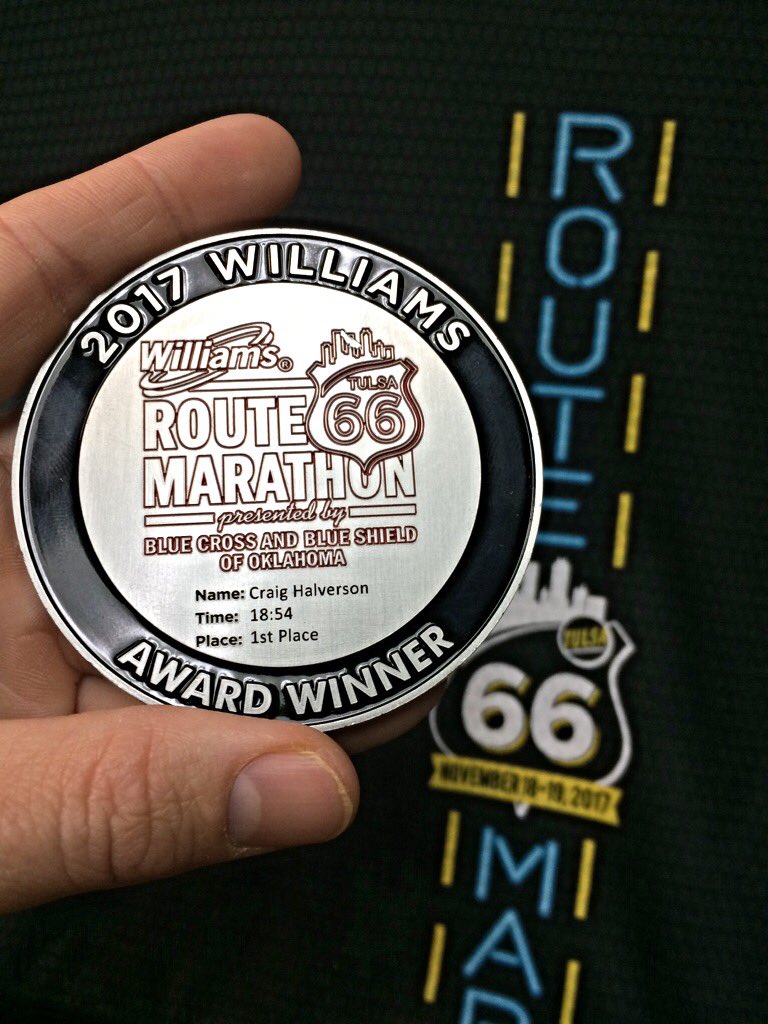 2017 WILLIAMS
Williams®
TULSA
ROUTE 66
MARATHON
presented by
BLUE CROSS AND BLUE SHIELD
OF OKLAHOMA
Name: Craig Halverson
Time: 18:54
Place: 1st Place
AWARD WINNER
ROUTE
TULSA
66
NOVEMBER 18-19, 2017
MAR